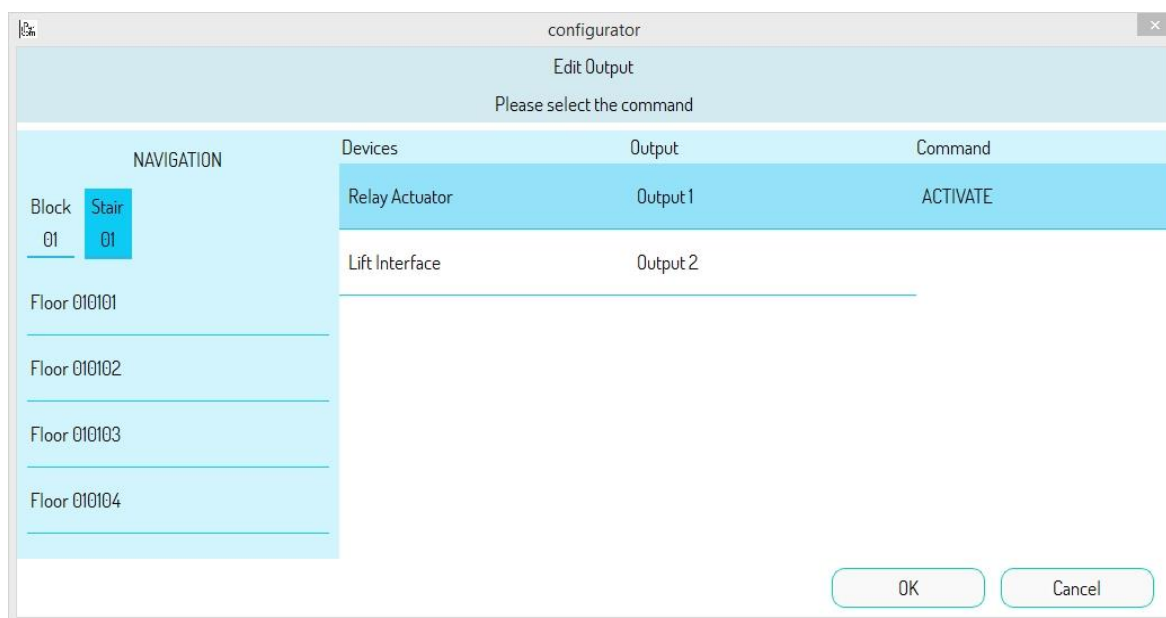 configurator
Edit Output
Please select the command
NAVIGATION
Block Stair
01 01
Floor 010101
Floor 010102
Floor 010103
Floor 010104
Devices Output Command
Relay Actuator Output 1 ACTIVATE
Lift Interface Output 2
OK Cancel